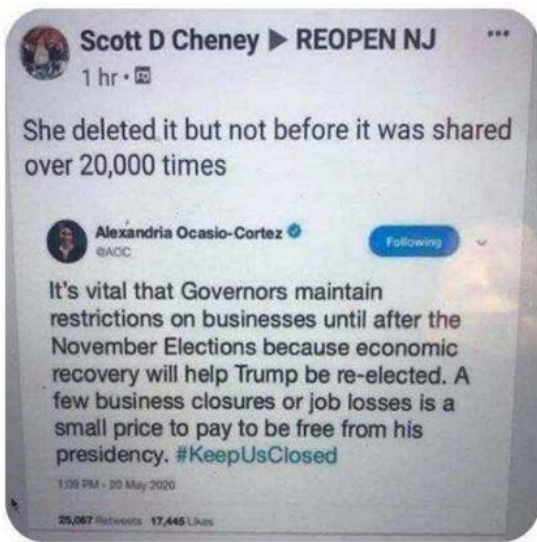 Scott D Cheney ▶ REOPEN NJ
1 hr •
She deleted it but not before it was shared
over 20,000 times
Alexandria Ocasio-Cortez
@AOC
Following
It's vital that Governors maintain
restrictions on businesses until after the
November Elections because economic
recovery will help Trump be re-elected. A
few business closures or job losses is a
small price to pay to be free from his
presidency. #KeepUsClosed
1:09 PM - 20 May 2020
25,067 Retweets 17,445 Likes